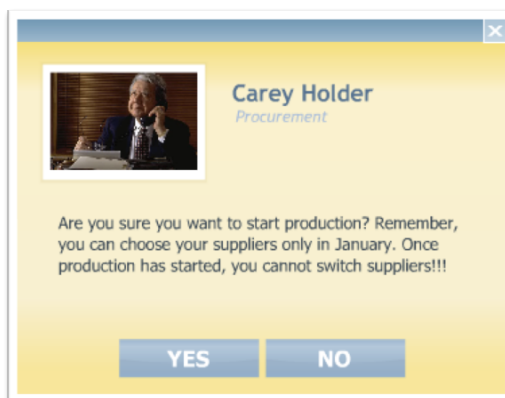 Carey Holder
Procurement
Are you sure you want to start production? Remember,
you can choose your suppliers only in January. Once
production has started, you cannot switch suppliers!!!
YES NO